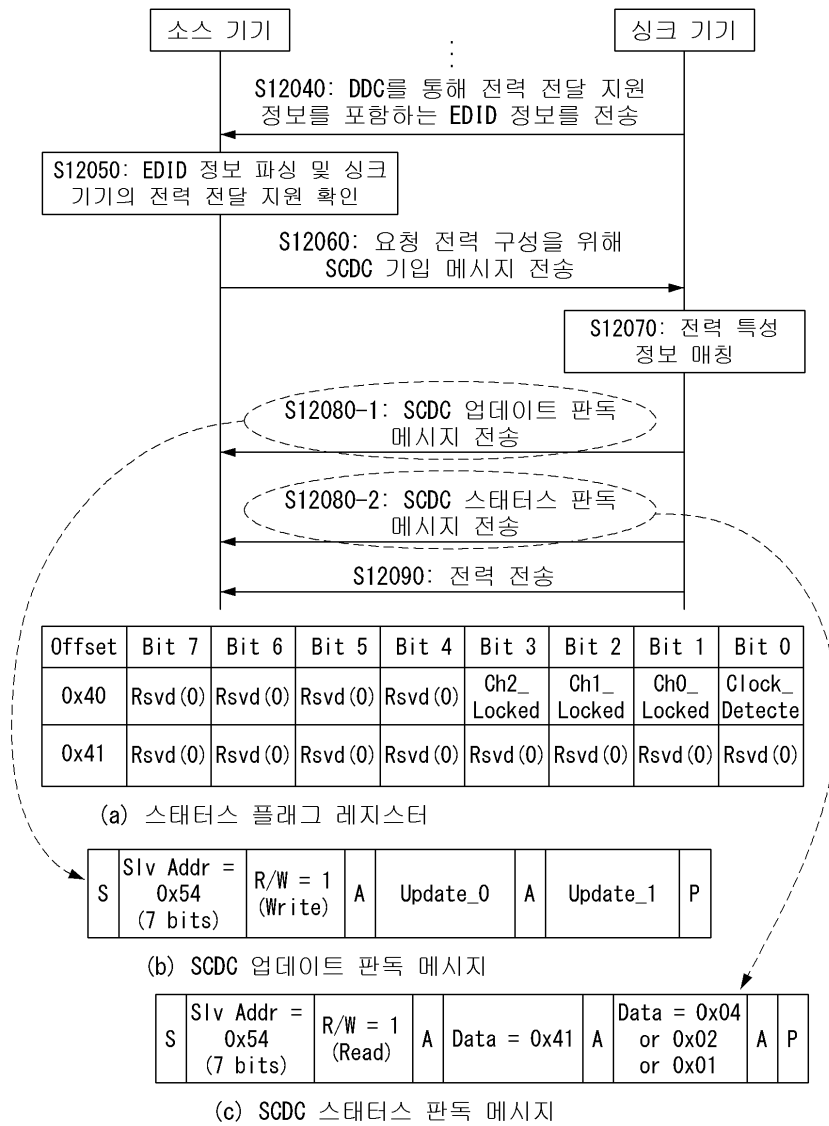 소스 기기
싱크 기기
S12040: DDC를 통해 전력 전달 지원
정보를 포함하는 EDID 정보를 전송
S12050: EDID 정보 파싱 및 싱크
기기의 전력 전달 지원 확인
S12060: 요청 전력 구성을 위해
SCDC 기입 메시지 전송
S12070: 전력 특성
정보 매칭
S12080-1: SCDC 업데이트 판독
메시지 전송
S12080-2: SCDC 스태터스 판독
메시지 전송
S12090: 전력 전송
Offset Bit 7 Bit 6 Bit 5 Bit 4 Bit 3 Bit 2 Bit 1 Bit 0
0x40 Rsvd(0) Rsvd(0) Rsvd(0) Rsvd(0) Ch2_ Ch1_ Ch0_ Clock_
Locked Locked Locked Detecte
0x41 Rsvd(0) Rsvd(0) Rsvd(0) Rsvd(0) Rsvd(0) Rsvd(0) Rsvd(0) Rsvd(0)
(a) 스태터스 플래그 레지스터
S Slv Addr = 0x54 (7 bits) R/W = 1 (Write) A Update_0 A Update_1 P
(b) SCDC 업데이트 판독 메시지
S Slv Addr = 0x54 (7 bits) R/W = 1 (Read) A Data = 0x41 A Data = 0x04 or 0x02 or 0x01 A P
(c) SCDC 스태터스 판독 메시지